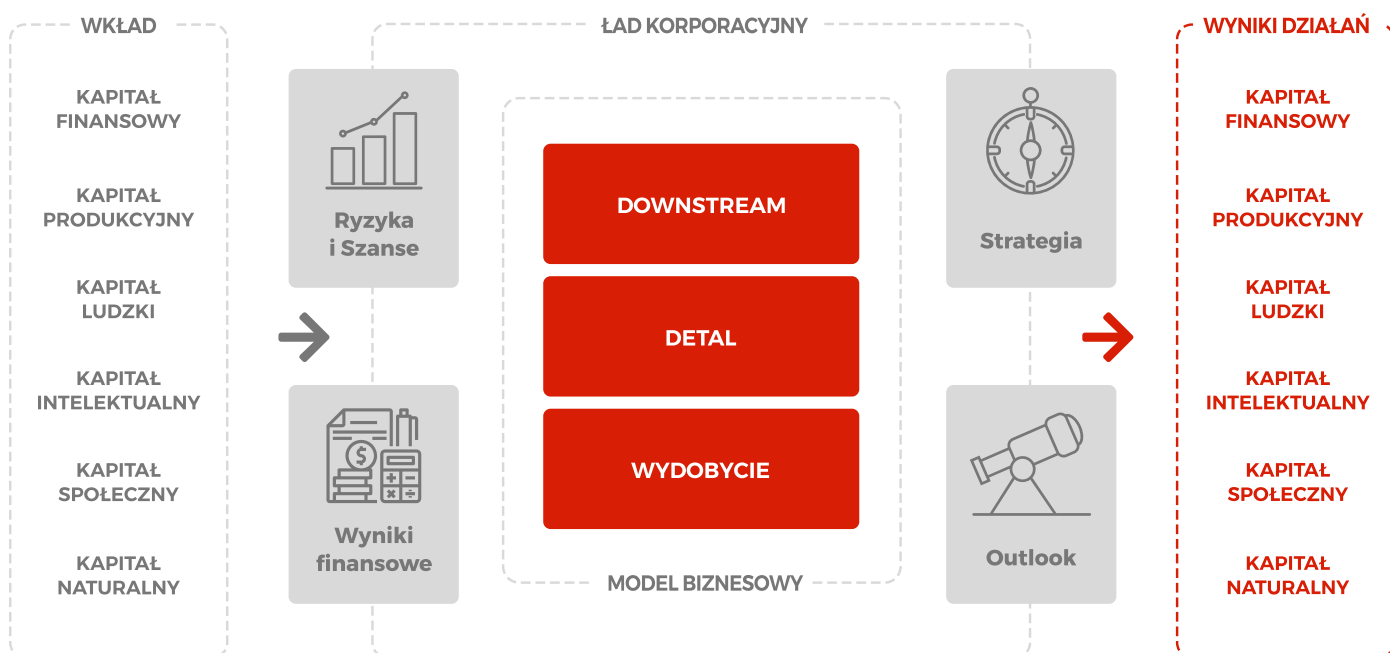 WKŁAD
KAPITAŁ
FINANSOWY
KAPITAŁ
PRODUKCYJNY
KAPITAŁ
LUDZKI
KAPITAŁ
INTELEKTUALNY
KAPITAŁ
SPOŁECZNY
KAPITAŁ
NATURALNY
ŁAD KORPORACYJNY
Ryzyka
i Szanse
Wyniki
finansowe
$
DOWNSTREAM
DETAL
WYDOBYCIE
MODEL BIZNESOWY
Strategia
Outlook
WYNIKI DZIAŁAŃ
KAPITAŁ
FINANSOWY
KAPITAŁ
PRODUKCYJNY
KAPITAŁ
LUDZKI
KAPITAŁ
INTELEKTUALNY
KAPITAŁ
SPOŁECZNY
KAPITAŁ
NATURALNY